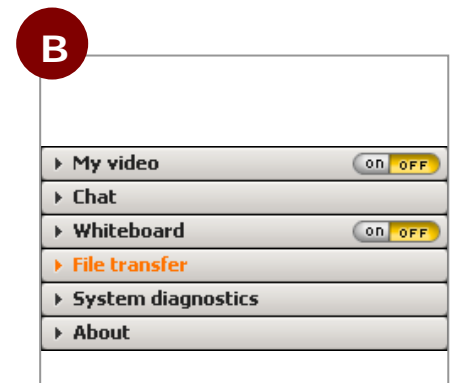 B
My video on OFF
Chat
Whiteboard on OFF
File transfer
System diagnostics
About